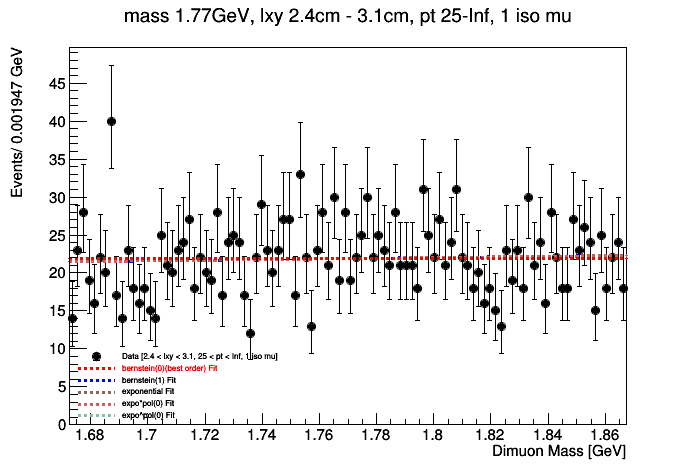 mass 1.77GeV, lxy 2.4cm - 3.1cm, pt 25-Inf, 1 iso mu
Events/ 0.001947 GeV
45
40
35
30
25
20
15
10
5
0
Data [2.4 < lxy < 3.1, 25 < pt < Inf, 1 iso mu]
bernstein(0)(best order) Fit
bernstein(1) Fit
exponential Fit
expo*pol(0) Fit
expo^pol(0) Fit
1.68 1.7 1.72 1.74 1.76 1.78 1.8 1.82 1.84 1.86
Dimuon Mass [GeV]